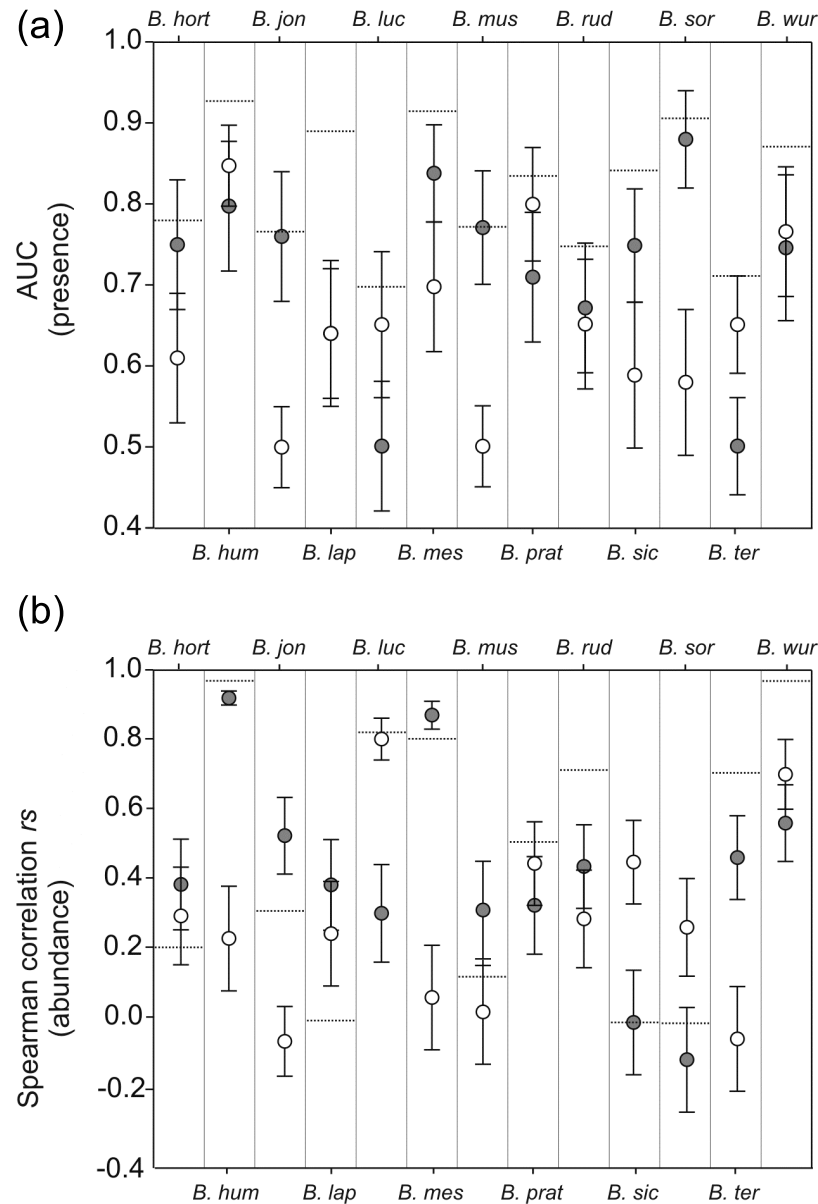 (a)
B. hort B. jon B. luc B. mus B. rud B. sor B. wur
1.0
0.9
0.8
0.7
0.6
0.5
0.4
AUC
(presence)
B. hum B. lap B. mes B. prat B. sic B. ter
(b)
B. hort B. jon B. luc B. mus B. rud B. sor B. wur
1.0
0.8
0.6
0.4
0.2
0.0
-0.2
-0.4
Spearman correlation rs
(abundance)
B. hum B. lap B. mes B. prat B. sic B. ter